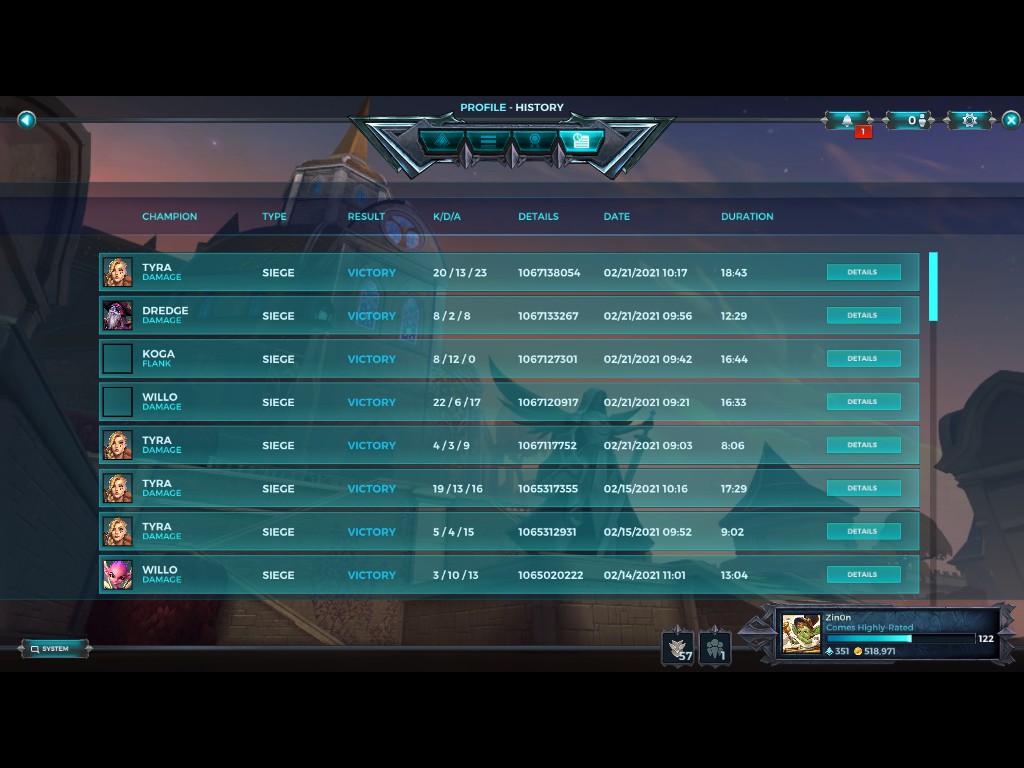 PROFILE - HISTORY
1
0
CHAMPION TYPE RESULT K/D/A DETAILS DATE DURATION
TYRA
DAMAGE
SIEGE VICTORY 20 / 13 / 23 1067138054 02/21/2021 10:17 18:43 DETAILS
DREDGE
DAMAGE
SIEGE VICTORY 8 / 2 / 8 1067133267 02/21/2021 09:56 12:29 DETAILS
KOGA
FLANK
SIEGE VICTORY 8 / 12 / 0 1067127301 02/21/2021 09:42 16:44 DETAILS
WILLO
DAMAGE
SIEGE VICTORY 22 / 6 / 17 1067120917 02/21/2021 09:21 16:33 DETAILS
TYRA
DAMAGE
SIEGE VICTORY 4 / 3 / 9 1067117752 02/21/2021 09:03 8:06 DETAILS
TYRA
DAMAGE
SIEGE VICTORY 19 / 13 / 16 1065317355 02/15/2021 10:16 17:29 DETAILS
TYRA
DAMAGE
SIEGE VICTORY 5 / 4 / 15 1065312931 02/15/2021 09:52 9:02 DETAILS
WILLO
DAMAGE
SIEGE VICTORY 3 / 10 / 13 1065020222 02/14/2021 11:01 13:04 DETAILS
SYSTEM
57
1
Zin0n
Comes Highly-Rated
122
351 518,971